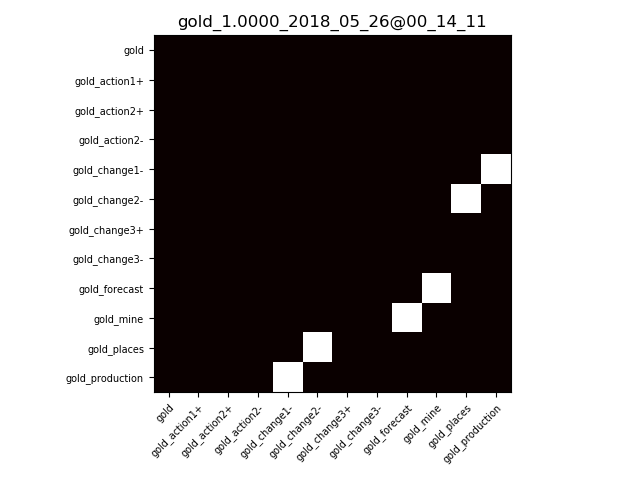 gold_1.0000_2018_05_26@00_14_11
gold
gold_action1+
gold_action2+
gold_action2-
gold_change1-
gold_change2-
gold_change3+
gold_change3-
gold_forecast
gold_mine
gold_places
gold_production
gold
gold_action1+
gold_action2+
gold_action2-
gold_change1-
gold_change2-
gold_change3+
gold_change3-
gold_forecast
gold_mine
gold_places
gold_production